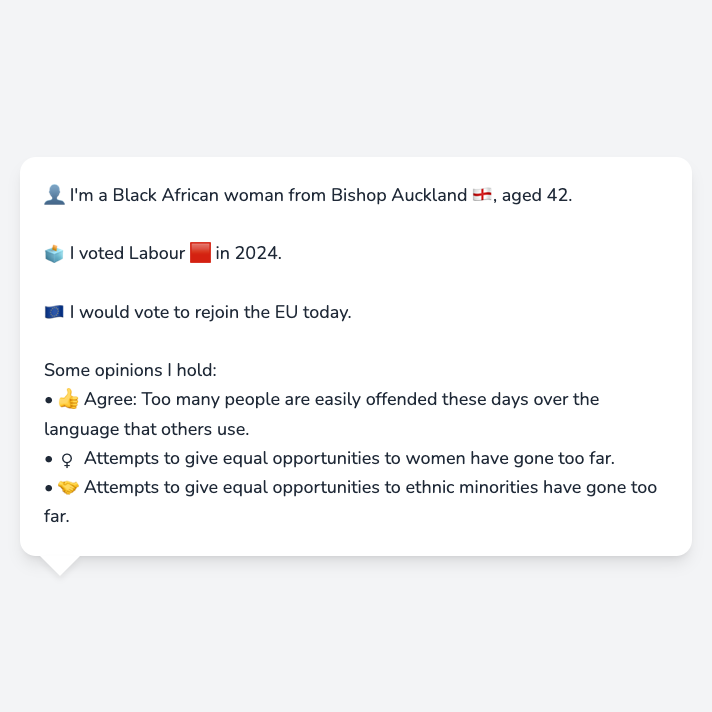 👤 I'm a Black African woman from Bishop Auckland 🏴󠁧󠁢󠁥󠁮󠁧󠁿, aged 42.
🗳️ I voted Labour 🟥 in 2024.
🇪🇺 I would vote to rejoin the EU today.
Some opinions I hold:
• 👍 Agree: Too many people are easily offended these days over the
language that others use.
• ♀ Attempts to give equal opportunities to women have gone too far.
• 🤝 Attempts to give equal opportunities to ethnic minorities have gone too
far.